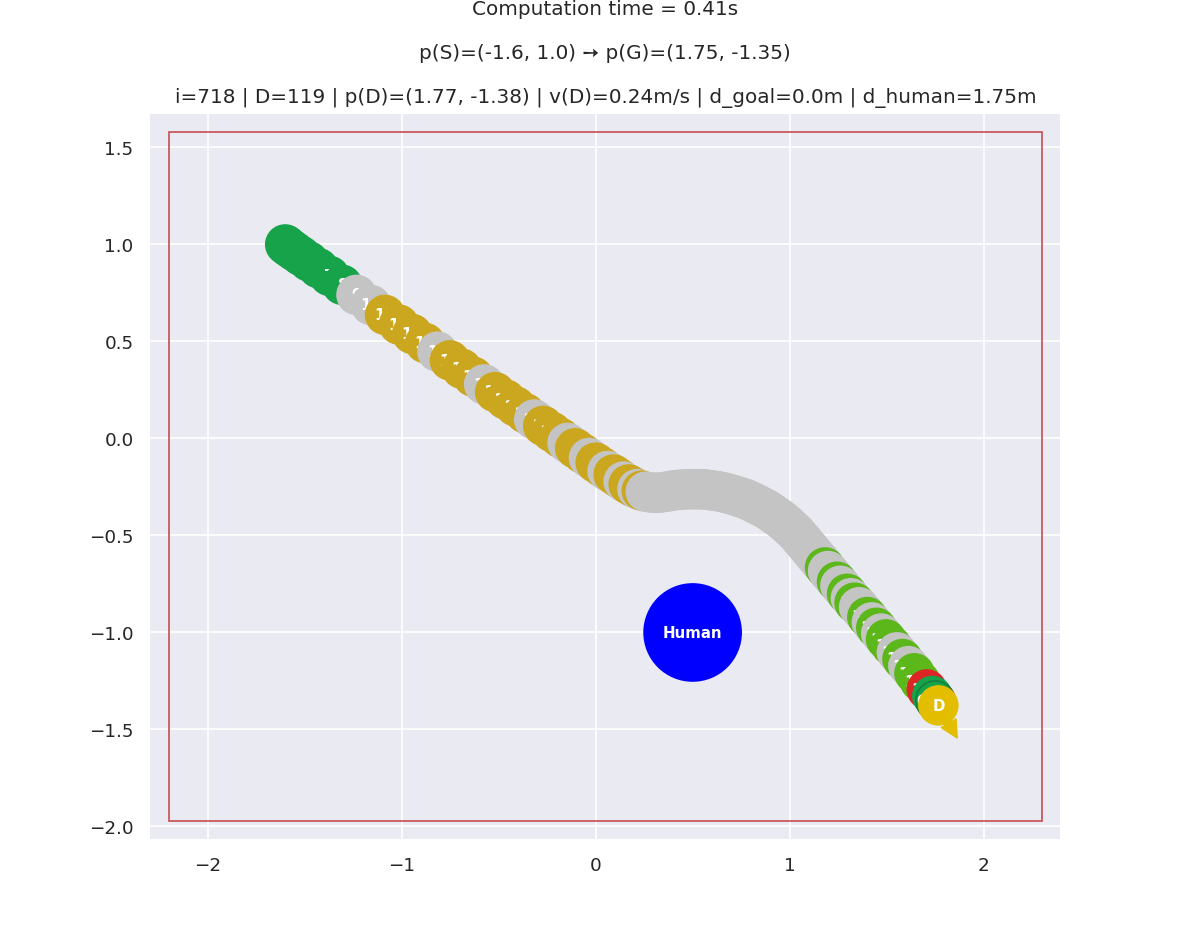 Computation time = 0.41s
p(S)=(-1.6, 1.0) → p(G)=(1.75, -1.35)
i=718 | D=119 | p(D)=(1.77, -1.38) | v(D)=0.24m/s | d_goal=0.0m | d_human=1.75m
1.5
1.0
0.5
0.0
−0.5
−1.0
Human
D
−1.5
−2.0
−2 −1 0 1 2